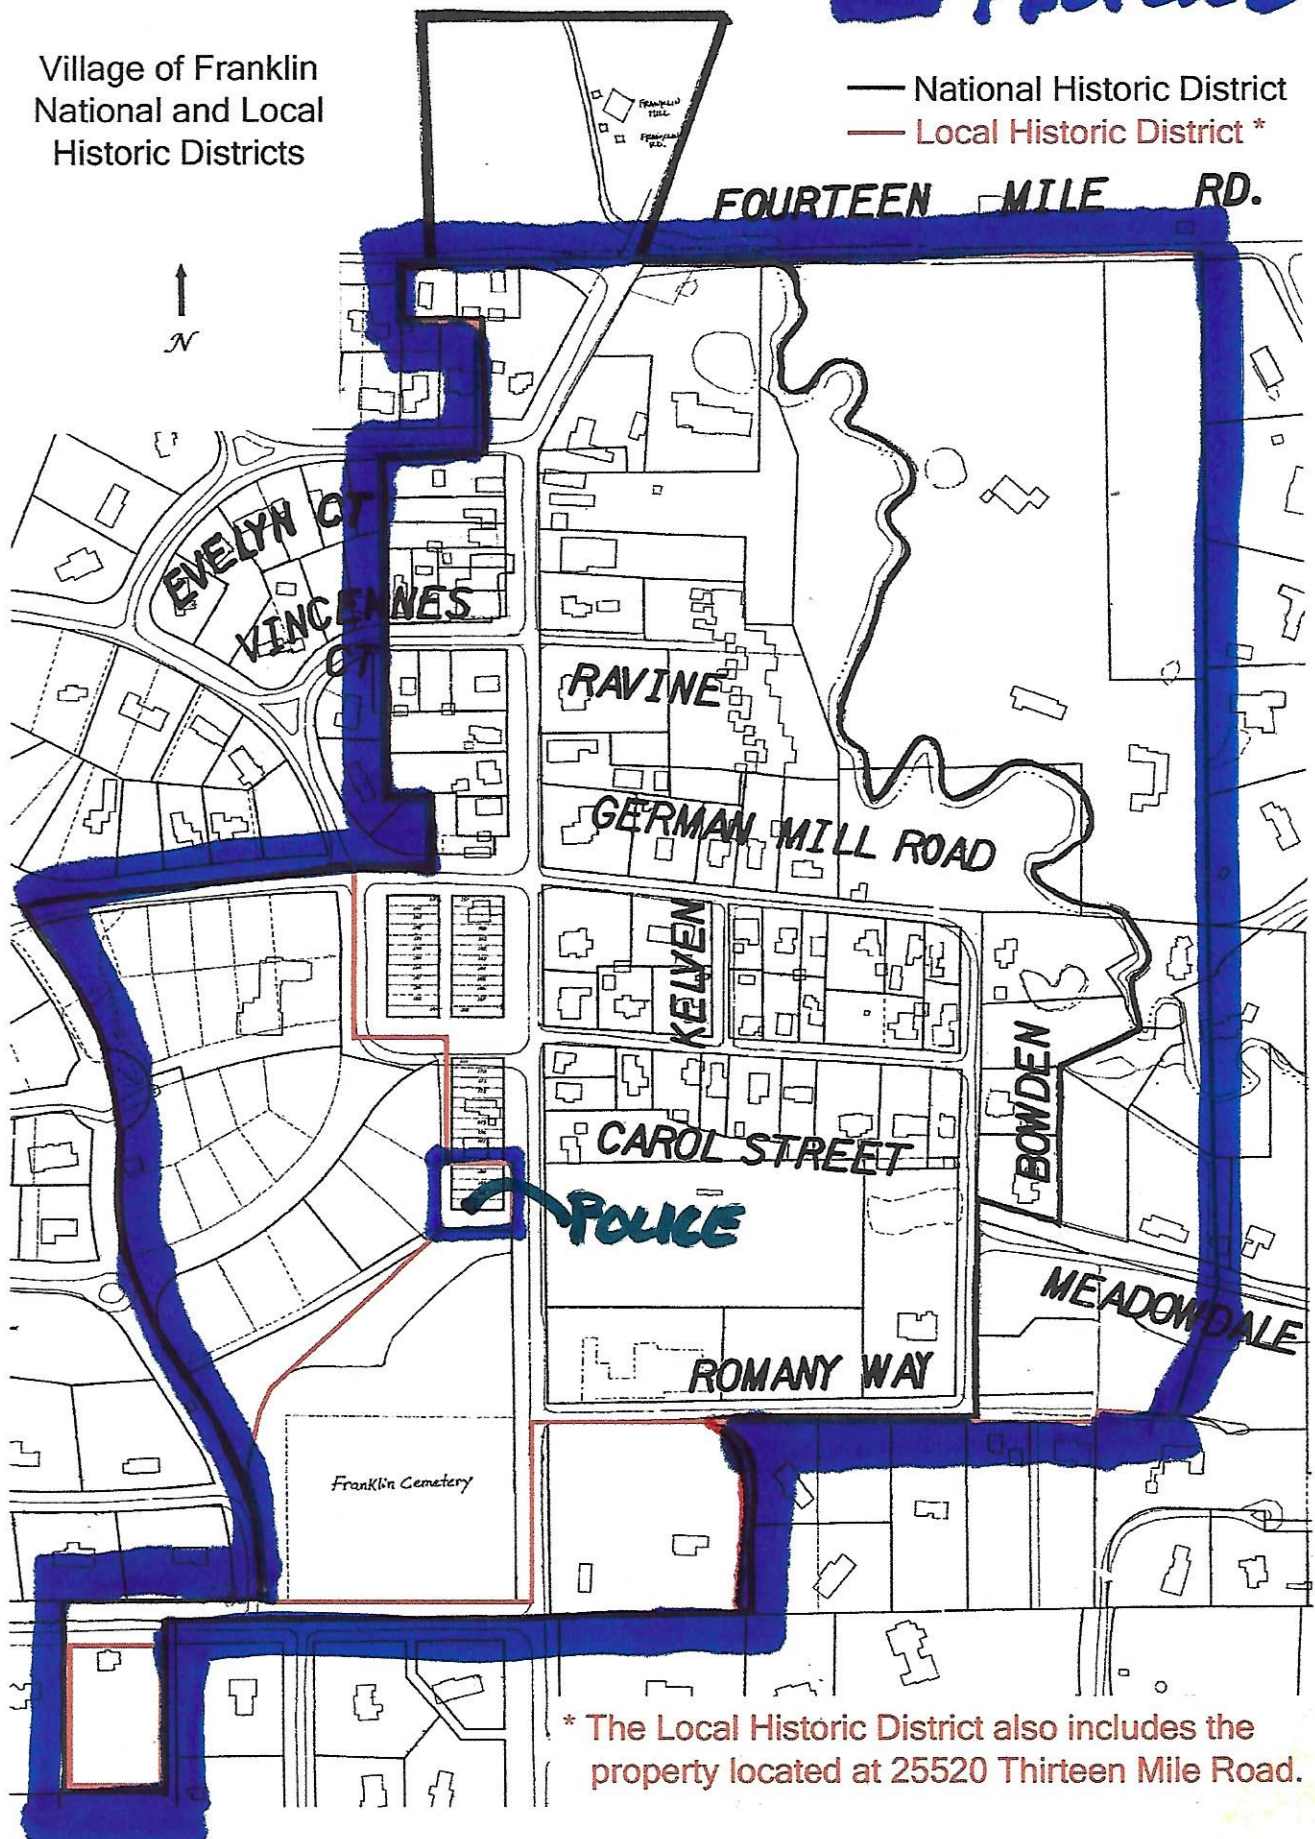 Village of Franklin
National and Local
Historic Districts
National Historic District
Local Historic District *
FRANKLIN
FOURTEEN MILE RD.
N
EVELYN CT
VINCENNES
CT
RAVINE
GERMAN MILL ROAD
KELVEN
BOWDEN
CAROL STREET
POLICE
MEADOWDALE
ROMANY WAY
Franklin Cemetery
* The Local Historic District also includes the
property located at 25520 Thirteen Mile Road.